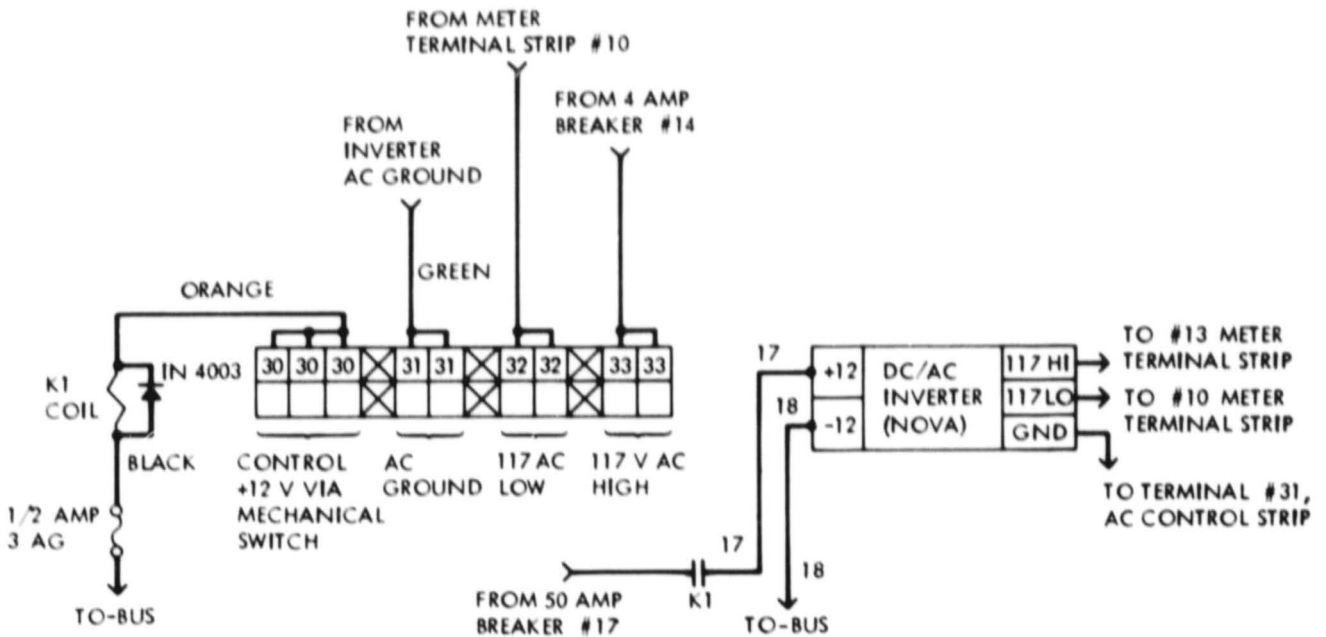 FROM METER
TERMINAL STRIP #10
FROM 4 AMP
BREAKER #14
FROM
INVERTER
AC GROUND
GREEN
ORANGE
K1
COIL
IN 4003
30 30 30 31 31 32 32 33 33
BLACK
CONTROL
+12 V VIA
MECHANICAL
SWITCH
AC
GROUND
117 AC
LOW
117 V AC
HIGH
1/2 AMP
3 AG
TO-BUS
17
18
+12
-12
DC/AC
INVERTER
(NOVA)
117 HI
117 LO
GND
TO #13 METER
TERMINAL STRIP
TO #10 METER
TERMINAL STRIP
TO TERMINAL #31,
AC CONTROL STRIP
17
18
FROM 50 AMP
BREAKER #17
K1
TO-BUS